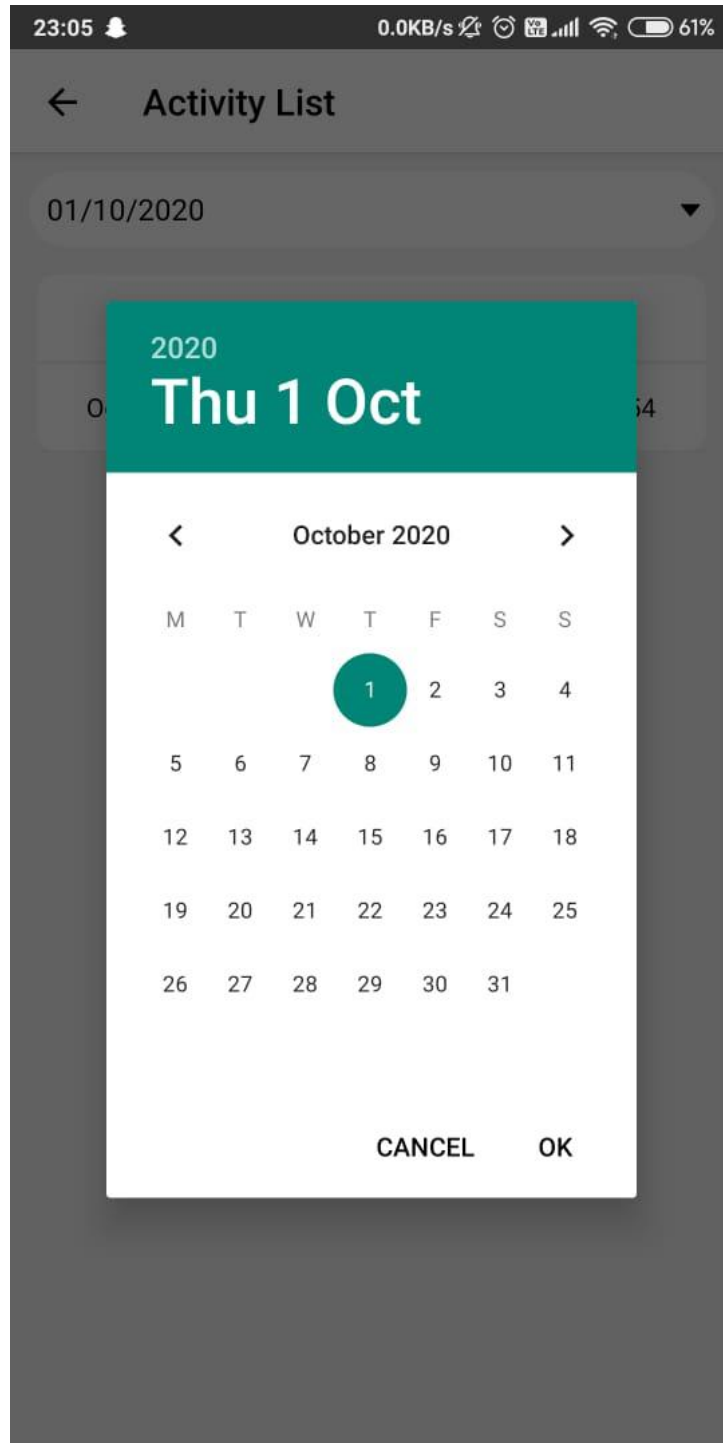 23:05 0.0KB/s Vo LTE 61%
Activity List
01/10/2020
2020
Thu 1 Oct
October 2020
M T W T F S S
1 2 3 4
5 6 7 8 9 10 11
12 13 14 15 16 17 18
19 20 21 22 23 24 25
26 27 28 29 30 31
CANCEL OK